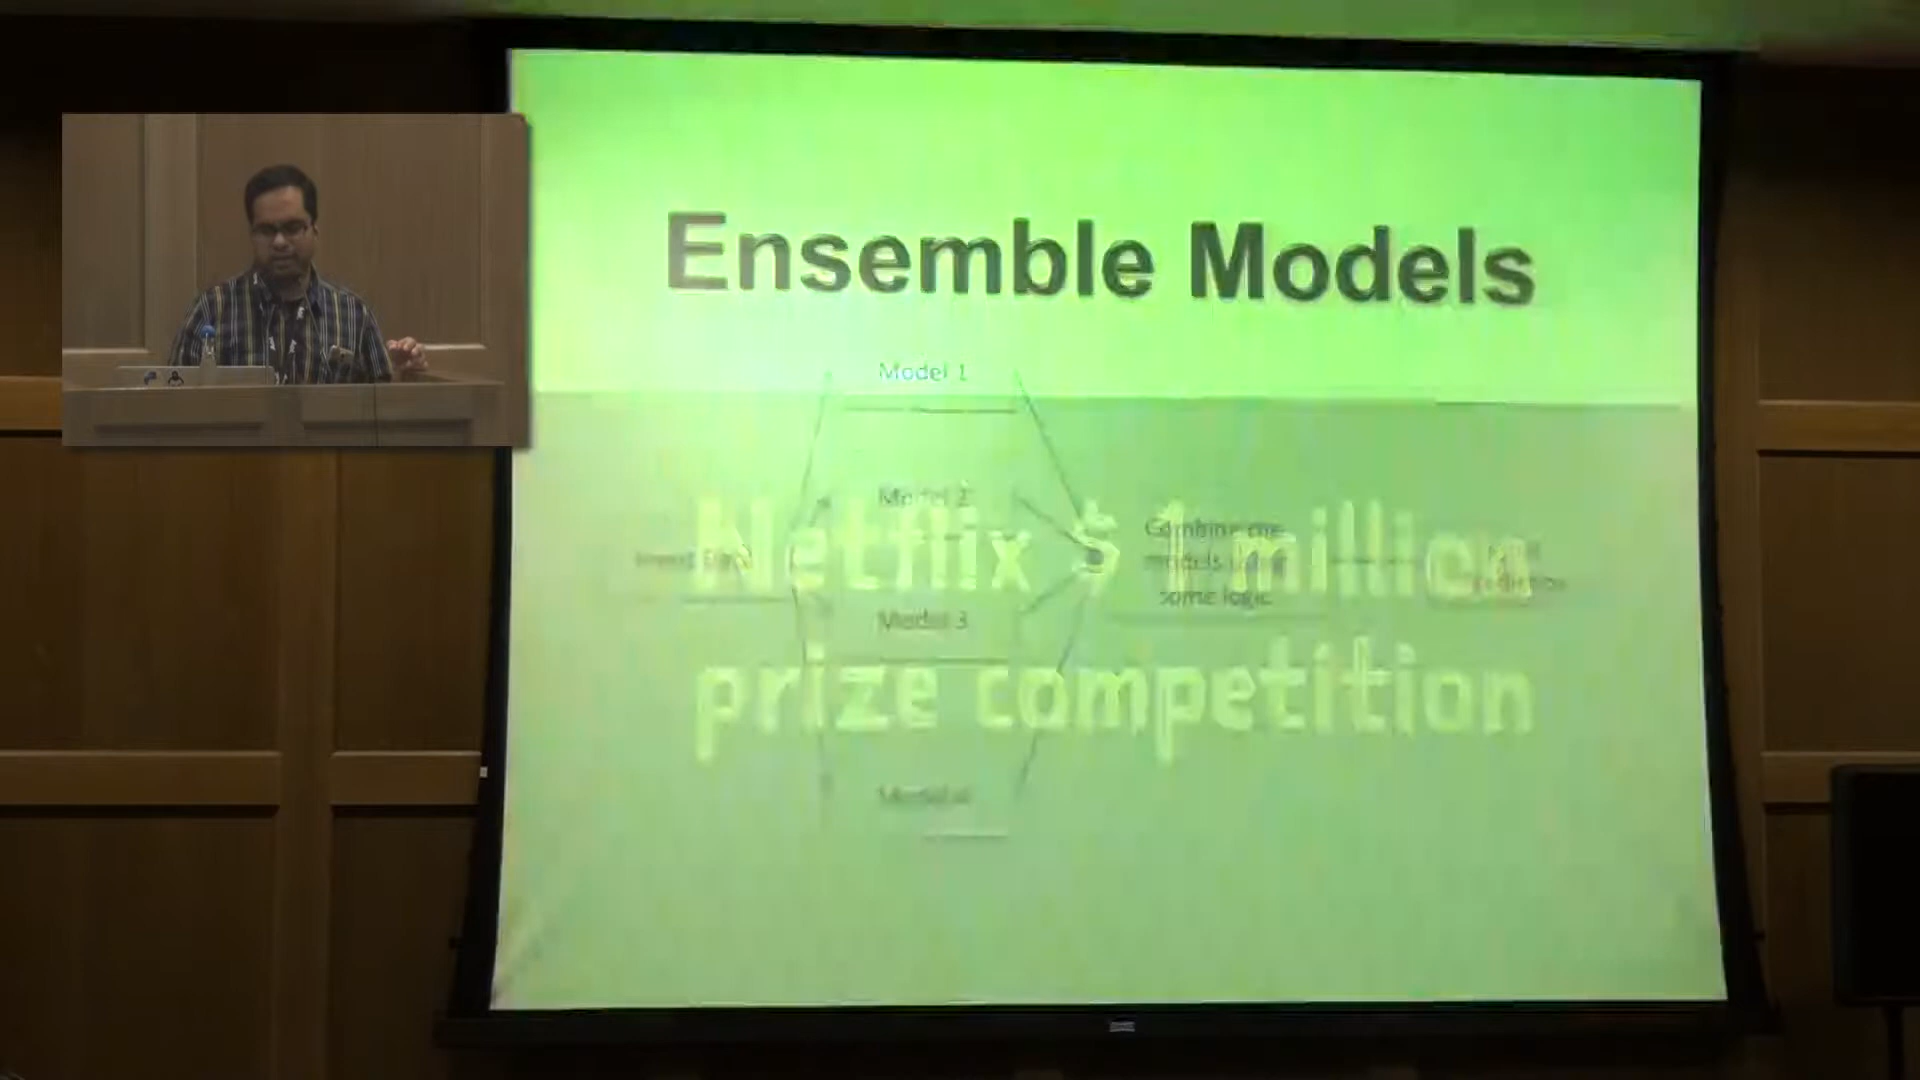 Ensemble Models
Model 1
Model 2
Netflix $ 1 million
Combine the
models using
some logic
Model 3
prize competition